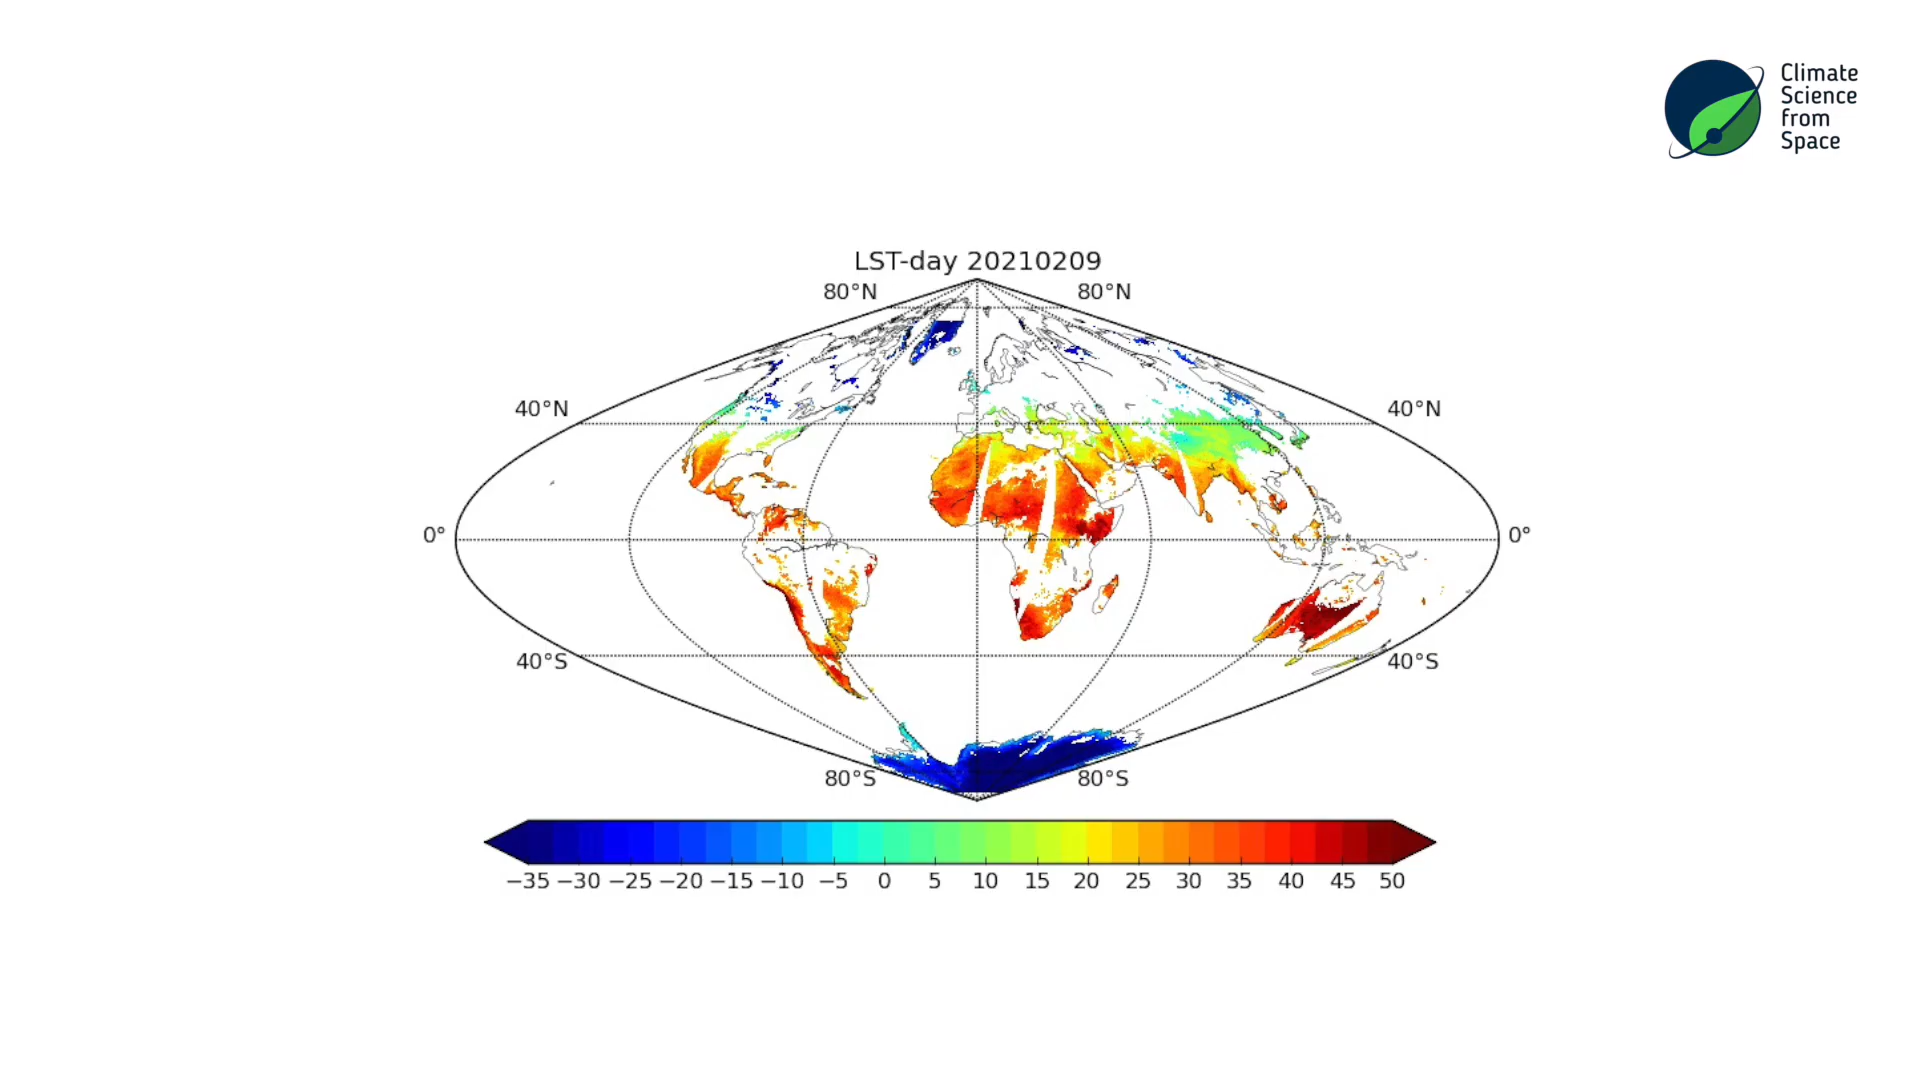 Climate
Science
from
Space
LST-day 20210209
80°N 80°N
40°N 40°N
0° 0°
40°S 40°S
80°S 80°S
−35 −30 −25 −20 −15 −10 −5 0 5 10 15 20 25 30 35 40 45 50